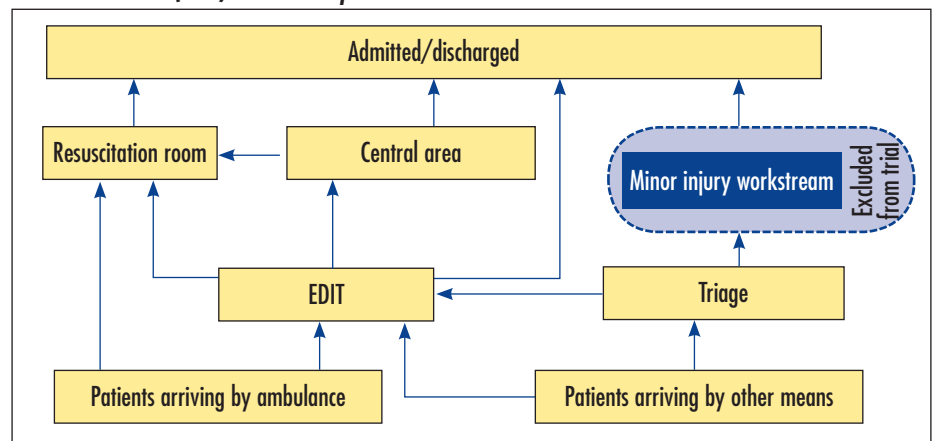 Admitted/discharged
Resuscitation room
Central area
Minor injury workstream
Excluded
from trial
EDIT
Triage
Patients arriving by ambulance
Patients arriving by other means